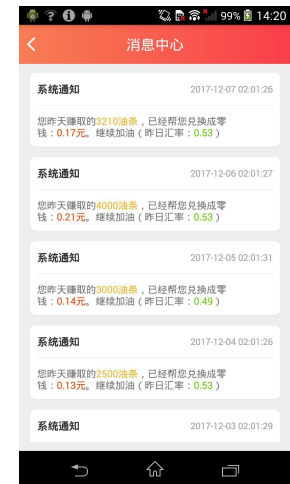 99% 14:20
消息中心
系统通知 2017-12-07 02:01:26
您昨天赚取的3210油条，已经帮您兑换成零
钱：0.17元。继续加油（昨日汇率：0.53）
系统通知 2017-12-06 02:01:27
您昨天赚取的4000油条，已经帮您兑换成零
钱：0.21元。继续加油（昨日汇率：0.53）
系统通知 2017-12-05 02:01:31
您昨天赚取的3000油条，已经帮您兑换成零
钱：0.14元。继续加油（昨日汇率：0.49）
系统通知 2017-12-04 02:01:26
您昨天赚取的2500油条，已经帮您兑换成零
钱：0.13元。继续加油（昨日汇率：0.53）
系统通知 2017-12-03 02:01:29